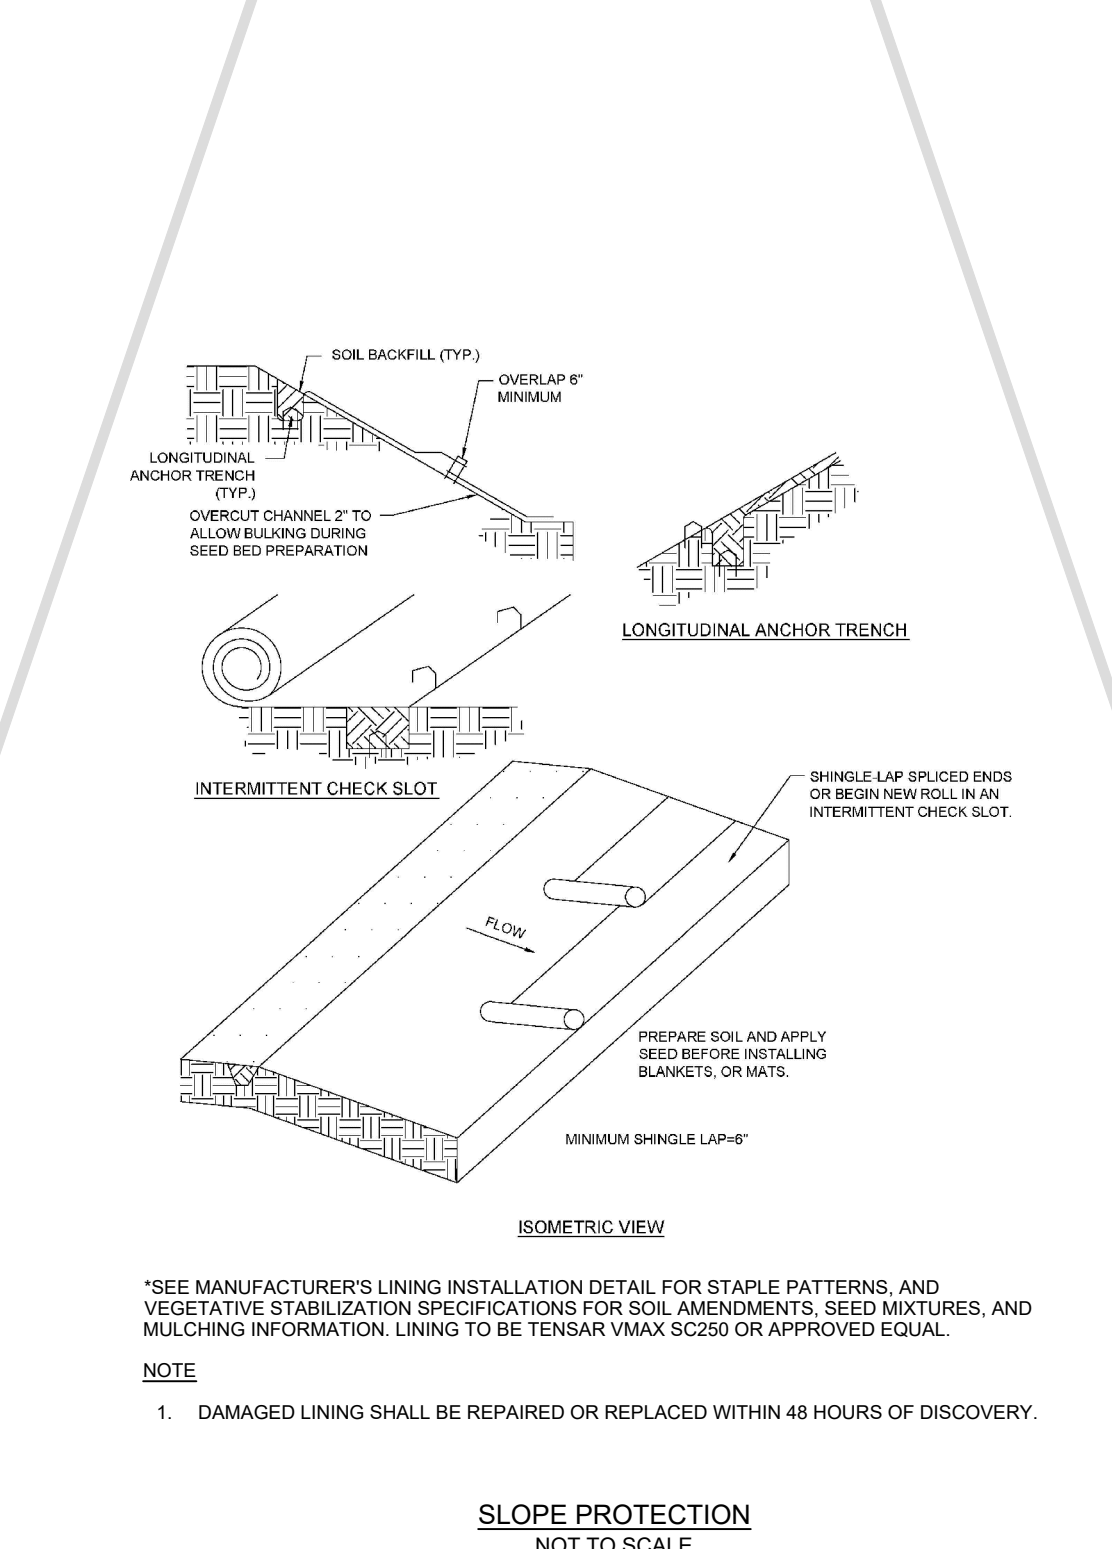 SOIL BACKFILL (TYP.)
OVERLAP 6"
MINIMUM
LONGITUDINAL
ANCHOR TRENCH
(TYP.)
OVERCUT CHANNEL 2" TO
ALLOW BULKING DURING
SEED BED PREPARATION
LONGITUDINAL ANCHOR TRENCH
INTERMITTENT CHECK SLOT
SHINGLE-LAP SPLICED ENDS
OR BEGIN NEW ROLL IN AN
INTERMITTENT CHECK SLOT.
FLOW
PREPARE SOIL AND APPLY
SEED BEFORE INSTALLING
BLANKETS, OR MATS.
MINIMUM SHINGLE LAP=6"
ISOMETRIC VIEW
*SEE MANUFACTURER'S LINING INSTALLATION DETAIL FOR STAPLE PATTERNS, AND
VEGETATIVE STABILIZATION SPECIFICATIONS FOR SOIL AMENDMENTS, SEED MIXTURES, AND
MULCHING INFORMATION. LINING TO BE TENSAR VMAX SC250 OR APPROVED EQUAL.
NOTE
1. DAMAGED LINING SHALL BE REPAIRED OR REPLACED WITHIN 48 HOURS OF DISCOVERY.
SLOPE PROTECTION
NOT TO SCALE